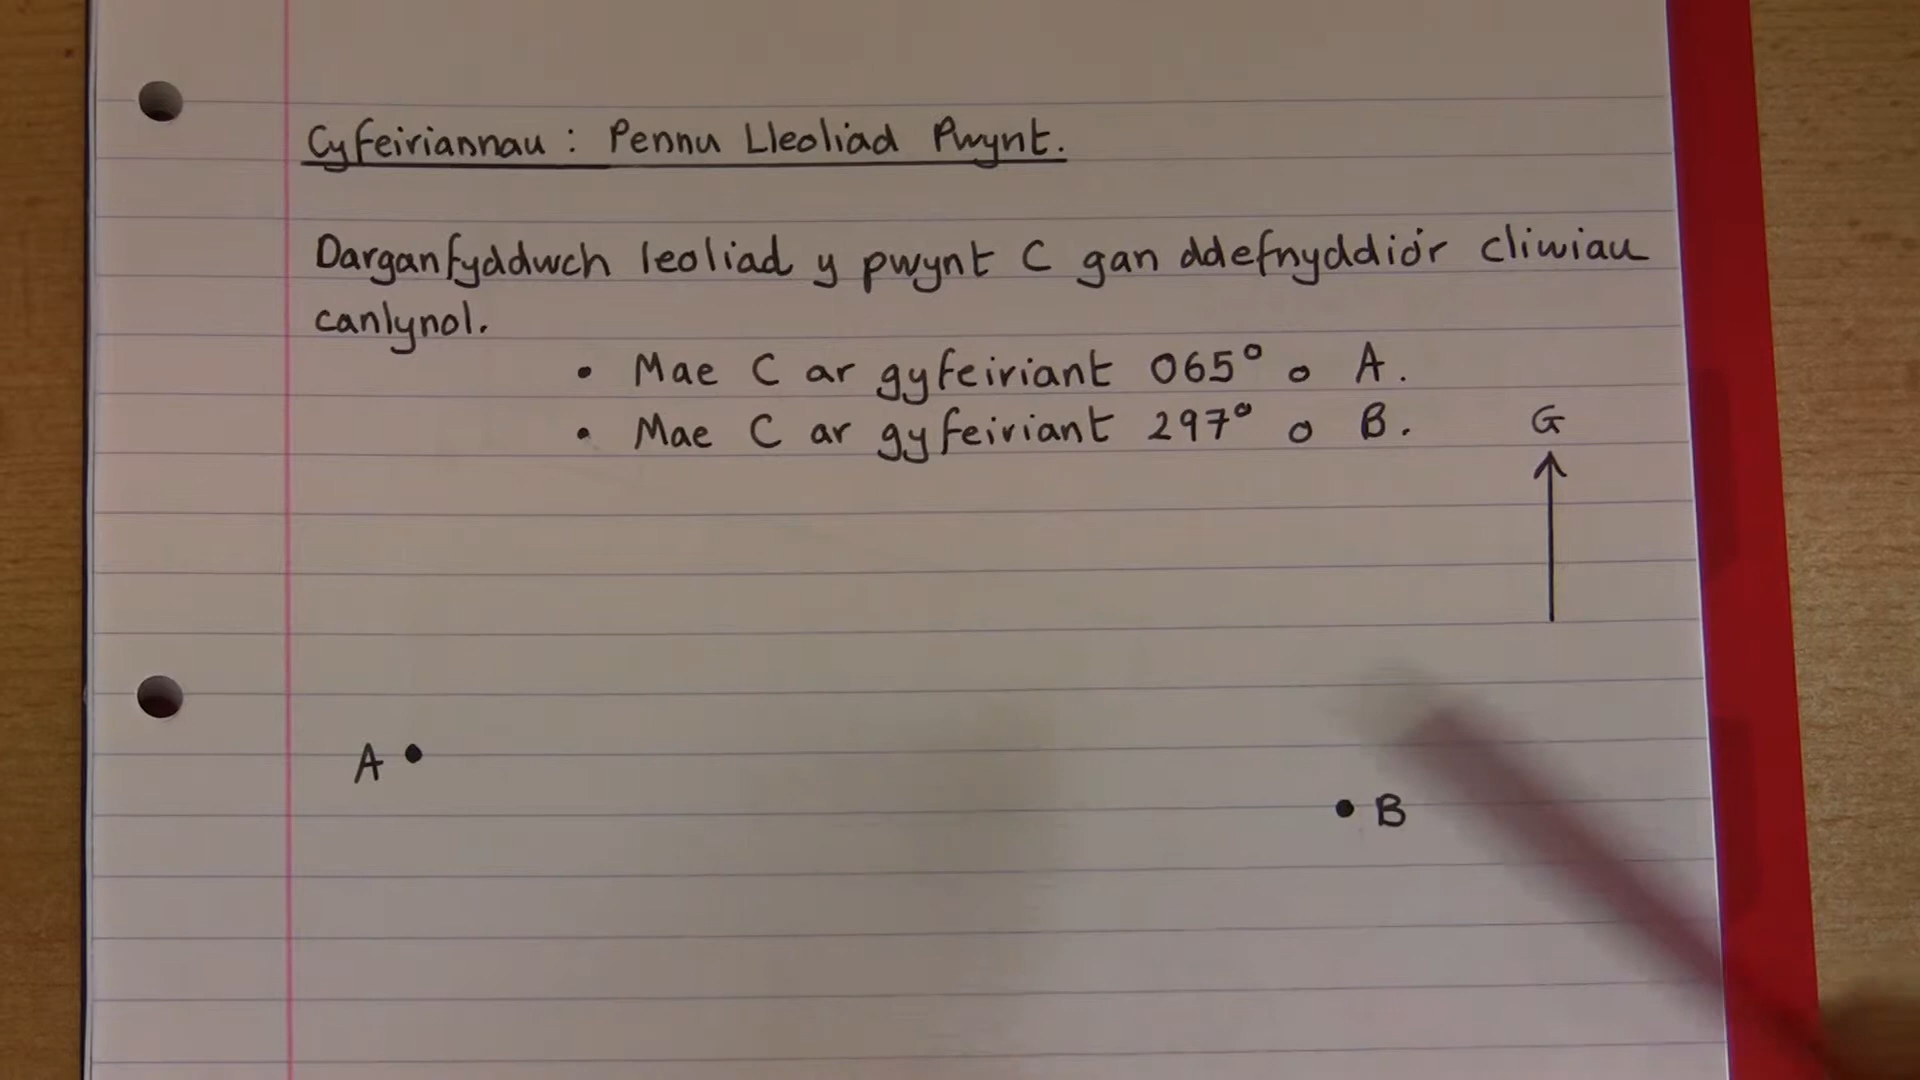 Cyfeiriannau : Pennu Lleoliad Pwynt.
Darganfyddwch leoliad y pwynt C gan ddefnyddio'r cliwiau
canlynol.
• Mae C ar gyfeiriant 065° o A.
• Mae C ar gyfeiriant 297° o B.
G
A
B